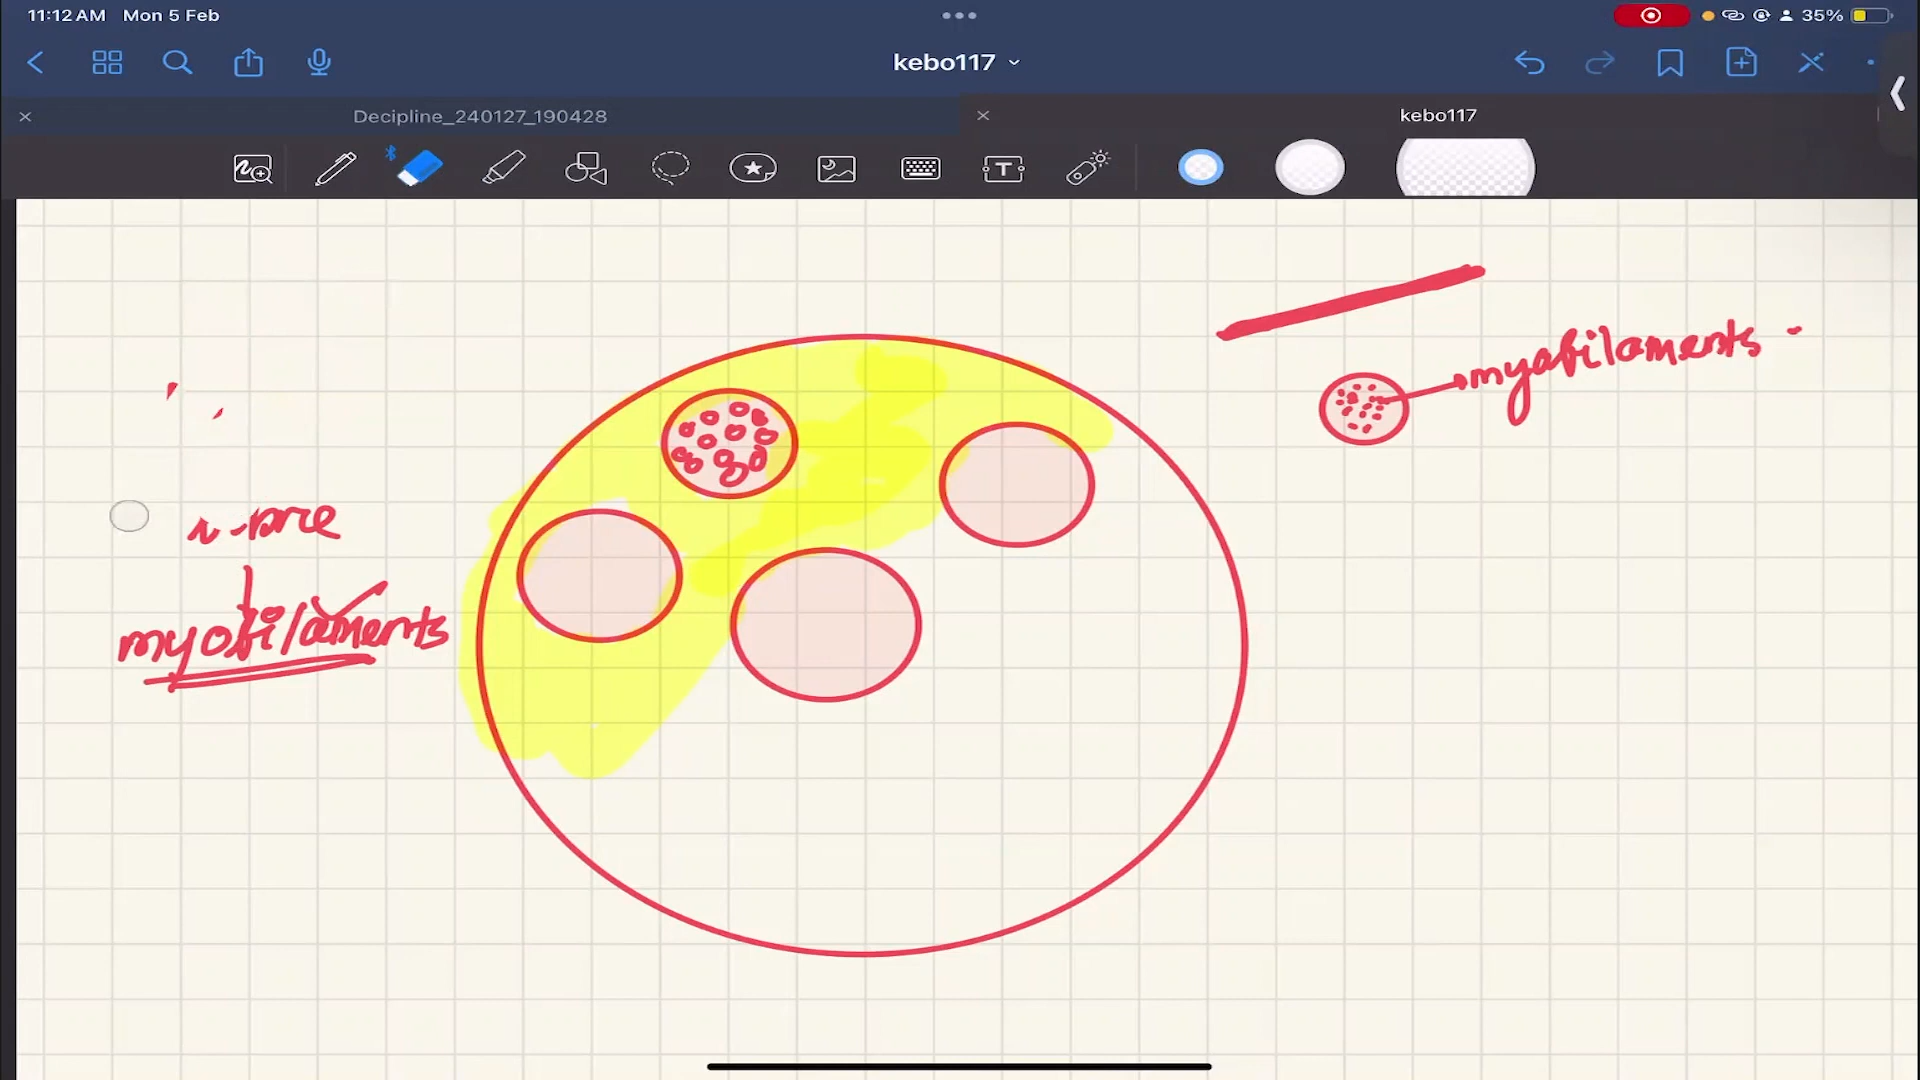 11:12 AM Mon 5 Feb
35%
kebo117
Decipline_240127_190428
kebo117
T
myofilaments
myofilaments